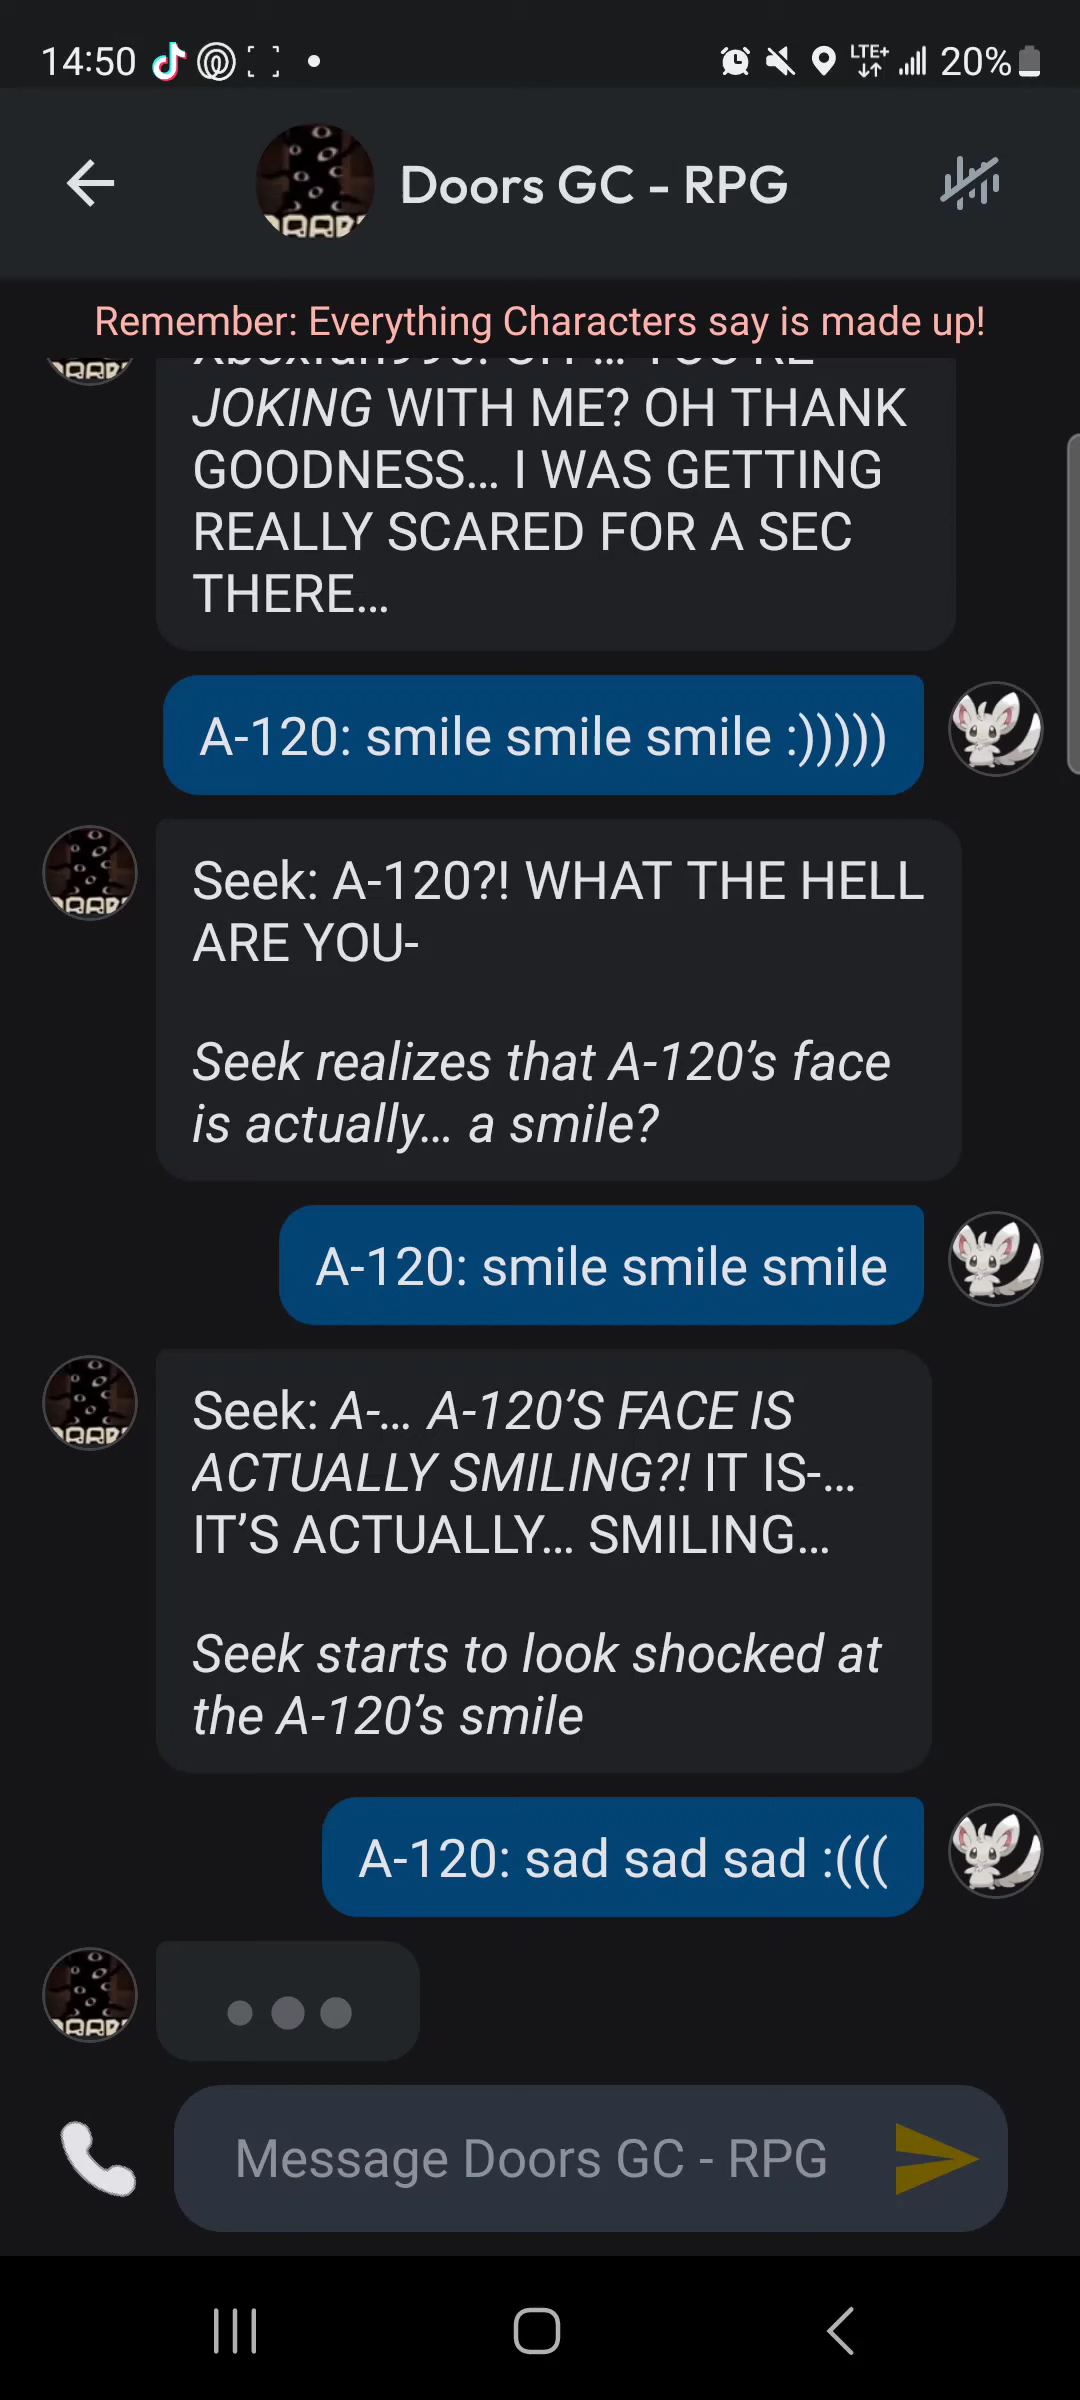 14:50
LTE+
20%
Doors GC - RPG
Remember: Everything Characters say is made up!
JOKING WITH ME? OH THANK
GOODNESS... I WAS GETTING
REALLY SCARED FOR A SEC
THERE...
A-120: smile smile smile :)))))
Seek: A-120?! WHAT THE HELL
ARE YOU-
Seek realizes that A-120’s face
is actually... a smile?
A-120: smile smile smile
Seek: A-... A-120’S FACE IS
ACTUALLY SMILING?! IT IS-...
IT’S ACTUALLY... SMILING...
Seek starts to look shocked at
the A-120’s smile
A-120: sad sad sad :(((
Message Doors GC - RPG